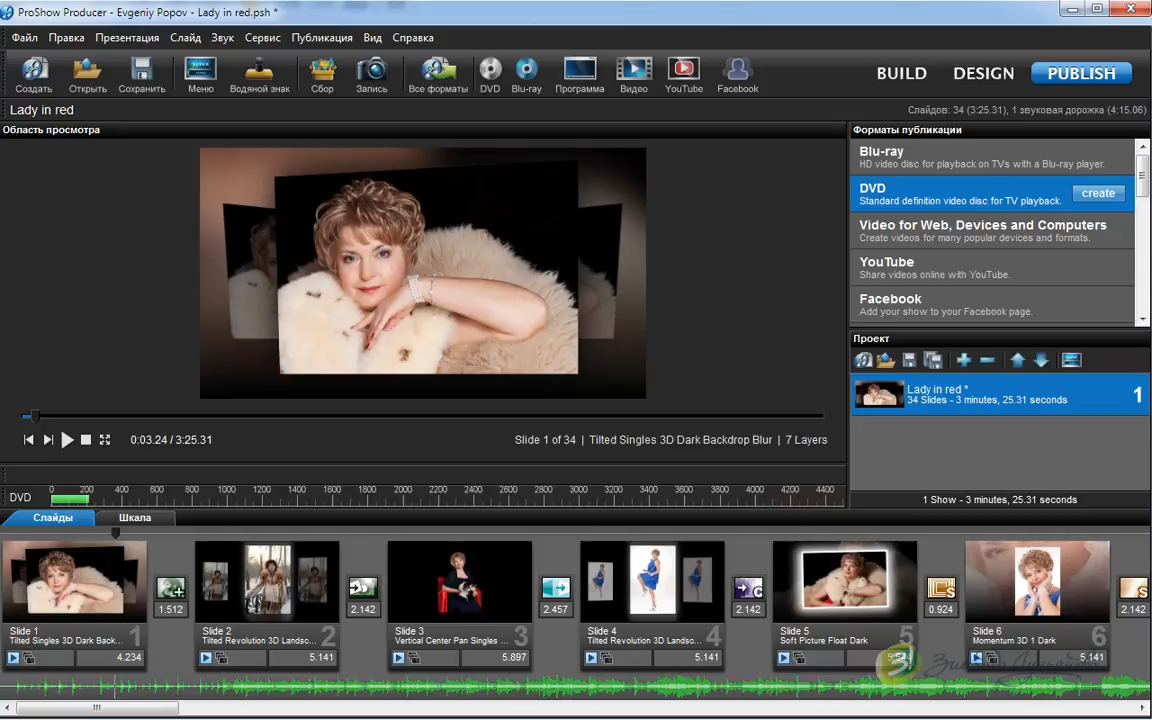 ProShow Producer - Evgeniy Popov - Lady in red.psh *
Файл Правка Презентация Слайд Звук Сервис Публикация Вид Справка
Создать Открыть Сохранить Меню Водяной знак Сбор Запись Все форматы DVD Blu-ray Программа Видео YouTube Facebook
BUILD DESIGN PUBLISH
Lady in red
Слайдов: 34 (3:25.31), 1 звуковая дорожка (4:15.06)
Область просмотра
Форматы публикации
Blu-ray
HD video disc for playback on TVs with a Blu-ray player.
DVD
Standard definition video disc for TV playback.
create
Video for Web, Devices and Computers
Create videos for many popular devices and formats.
YouTube
Share videos online with YouTube.
Facebook
Add your show to your Facebook page.
Проект
Lady in red *
34 Slides - 3 minutes, 25.31 seconds
1
1 Show - 3 minutes, 25.31 seconds
0:03.24 / 3:25.31
Slide 1 of 34 | Tilted Singles 3D Dark Backdrop Blur | 7 Layers
DVD 0 200 400 600 800 1000 1200 1400 1600 1800 2000 2200 2400 2600 2800 3000 3200 3400 3600 3800 4000 4200 4400
Слайды Шкала
1.512 2.142 2.457 2.142 0.924 2.142
Slide 1
Tilted Singles 3D Dark Back...
1
4.234
Slide 2
Tilted Revolution 3D Landsc...
2
5.141
Slide 3
Vertical Center Pan Singles ...
3
5.897
Slide 4
Tilted Revolution 3D Landsc...
4
5.141
Slide 5
Soft Picture Float Dark
5
Slide 6
Momentum 3D 1 Dark
6
5.141